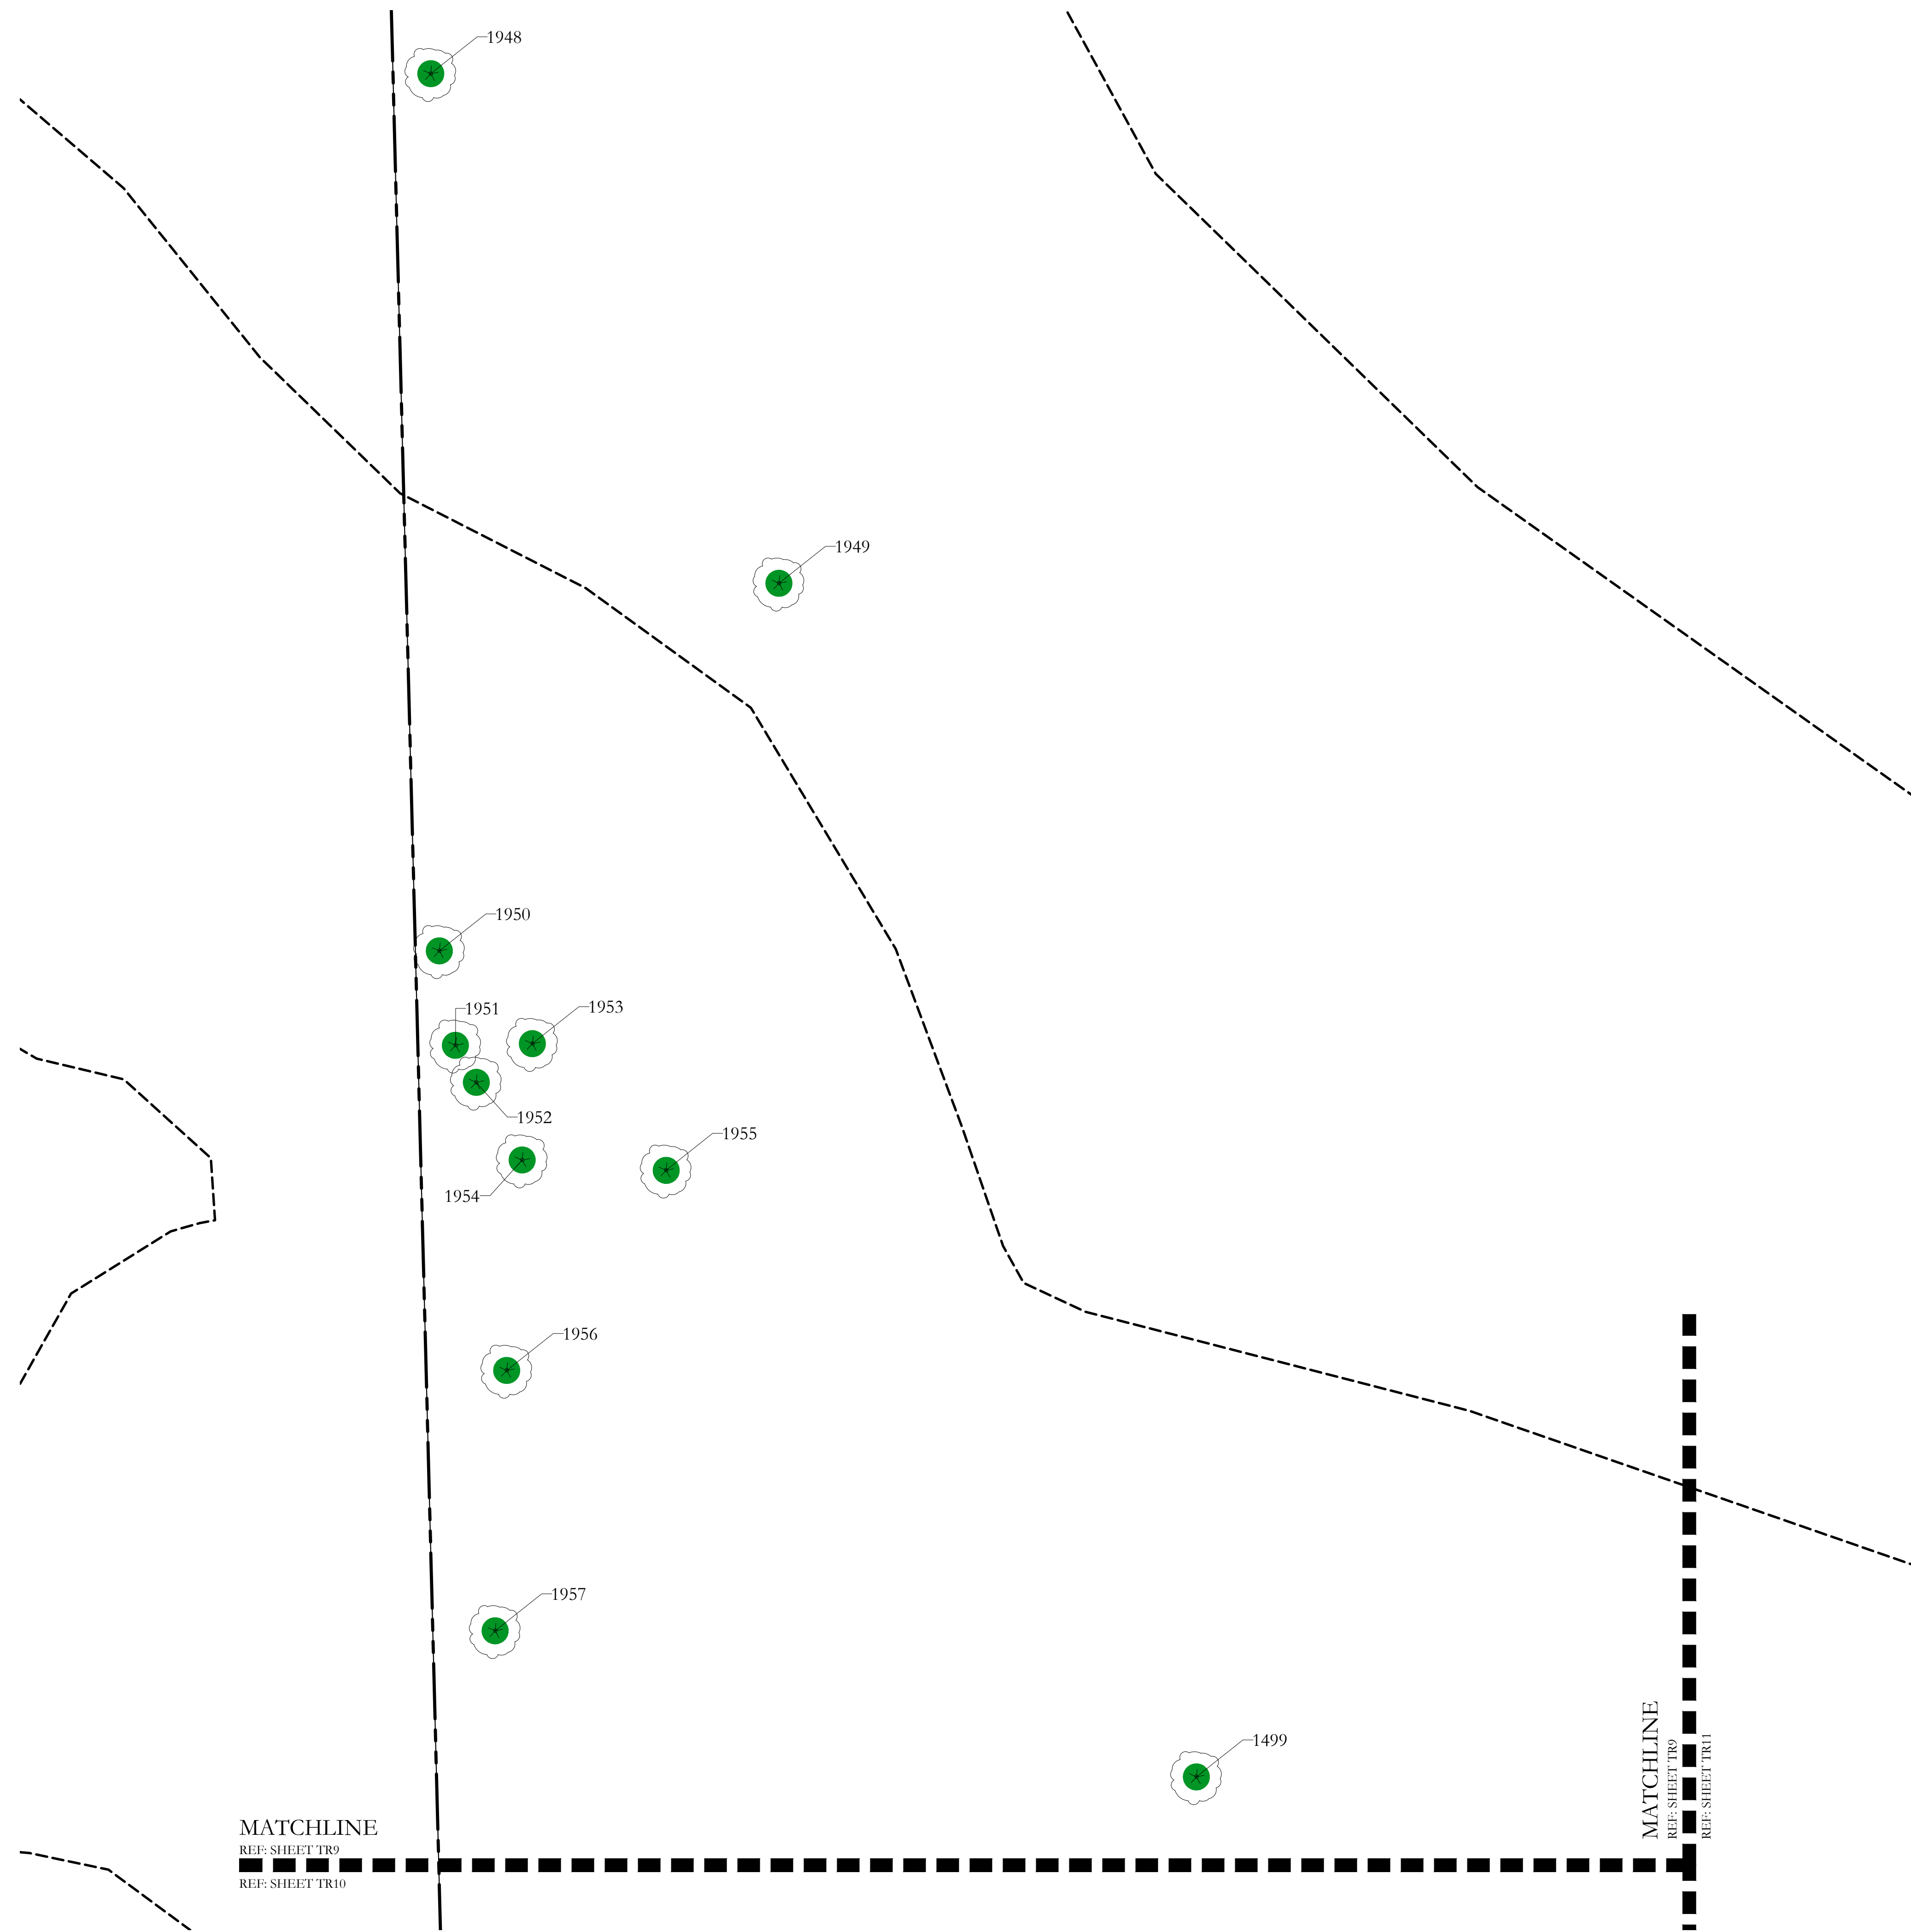 1948
1949
1950
1951
1953
1952
1955
1954
1956
1957
1499
MATCHLINE
REF: SHEET TR9
REF: SHEET TR11
MATCHLINE
REF: SHEET TR9
REF: SHEET TR10